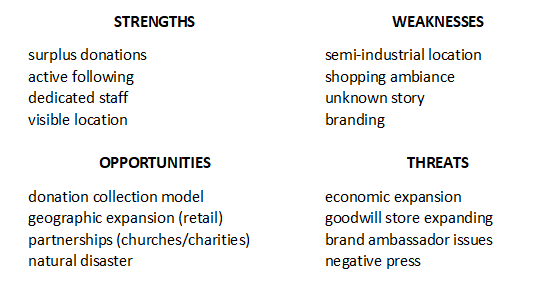 STRENGTHS
surplus donations
active following
dedicated staff
visible location
WEAKNESSES
semi-industrial location
shopping ambiance
unknown story
branding
OPPORTUNITIES
donation collection model
geographic expansion (retail)
partnerships (churches/charities)
natural disaster
THREATS
economic expansion
goodwill store expanding
brand ambassador issues
negative press